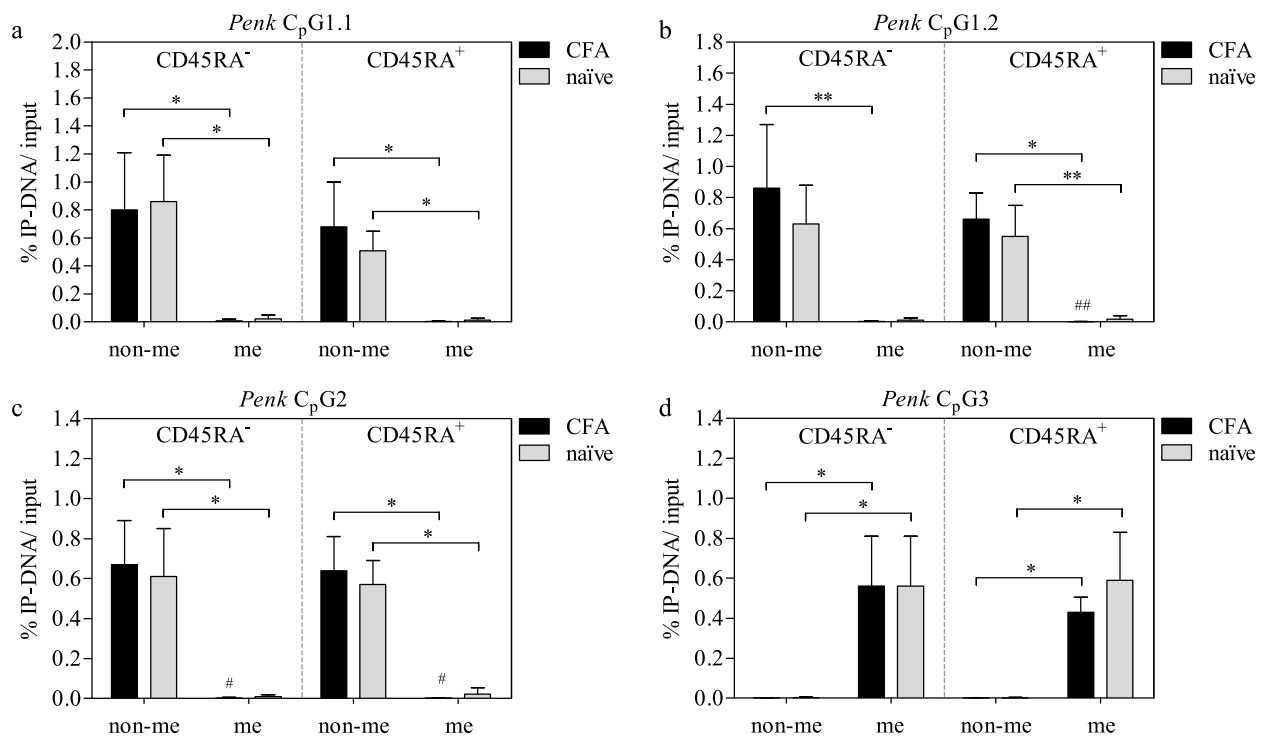 a
Penk CpG1.1
CD45RA-
CD45RA+
CFA
naïve
% IP-DNA/ input
2.0
1.8
1.6
1.4
1.2
1.0
0.8
0.6
0.4
0.2
0.0
*
*
*
*
non-me
me
non-me
me
b
Penk CpG1.2
CD45RA-
CD45RA+
CFA
naïve
% IP-DNA/ input
1.8
1.6
1.4
1.2
1.0
0.8
0.6
0.4
0.2
0.0
**
*
**
##
non-me
me
non-me
me
c
Penk CpG2
CD45RA-
CD45RA+
CFA
naïve
% IP-DNA/ input
1.4
1.2
1.0
0.8
0.6
0.4
0.2
0.0
*
*
*
*
#
#
non-me
me
non-me
me
d
Penk CpG3
CD45RA-
CD45RA+
CFA
naïve
% IP-DNA/ input
1.4
1.2
1.0
0.8
0.6
0.4
0.2
0.0
*
*
*
*
non-me
me
non-me
me